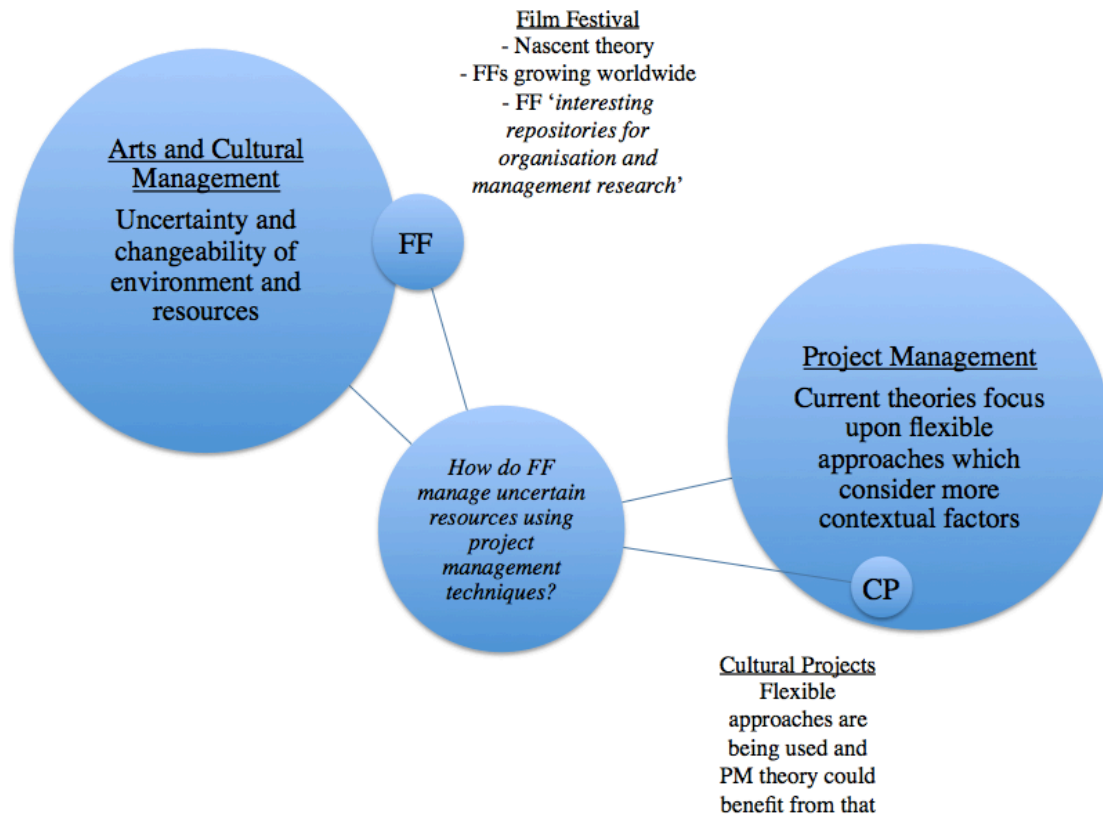 Film Festival
- Nascent theory
- FFs growing worldwide
- FF ‘interesting
repositories for
organisation and
management research’
Arts and Cultural
Management
Uncertainty and
changeability of
environment and
resources
FF
Project Management
Current theories focus
upon flexible
approaches which
consider more
contextual factors
CP
How do FF
manage uncertain
resources using
project
management
techniques?
Cultural Projects
Flexible
approaches are
being used and
PM theory could
benefit from that